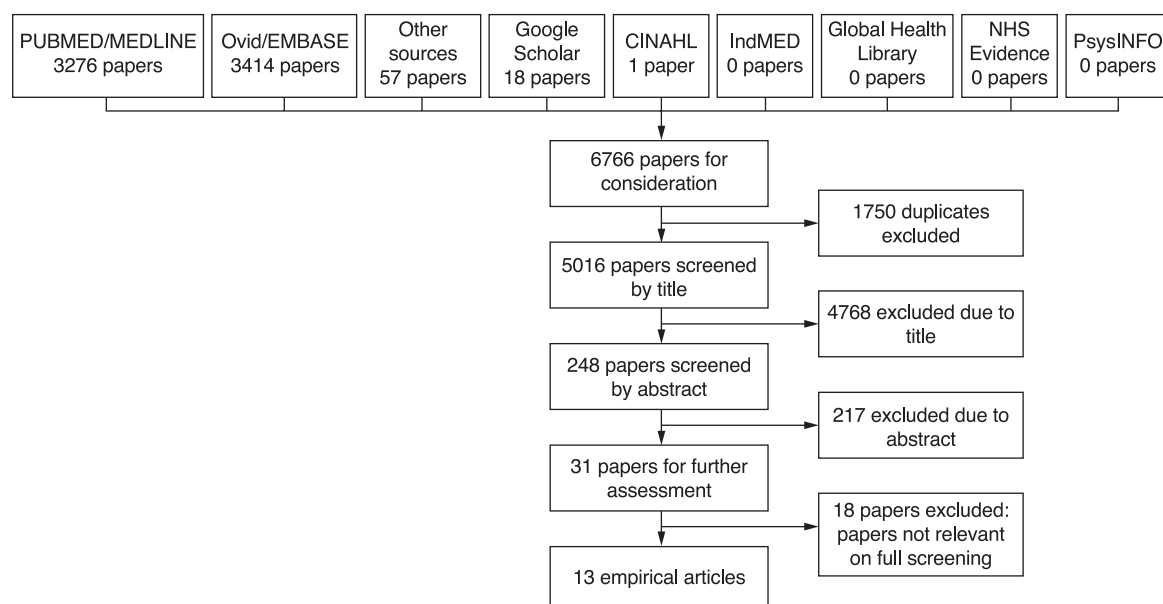 PUBMED/MEDLINE
3276 papers
Ovid/EMBASE
3414 papers
Other
sources
57 papers
Google
Scholar
18 papers
CINAHL
1 paper
IndMED
0 papers
Global Health
Library
0 papers
NHS
Evidence
0 papers
PsysINFO
0 papers
6766 papers for
consideration
1750 duplicates
excluded
5016 papers screened
by title
4768 excluded due to
title
248 papers screened
by abstract
217 excluded due to
abstract
31 papers for further
assessment
18 papers excluded:
papers not relevant
on full screening
13 empirical articles